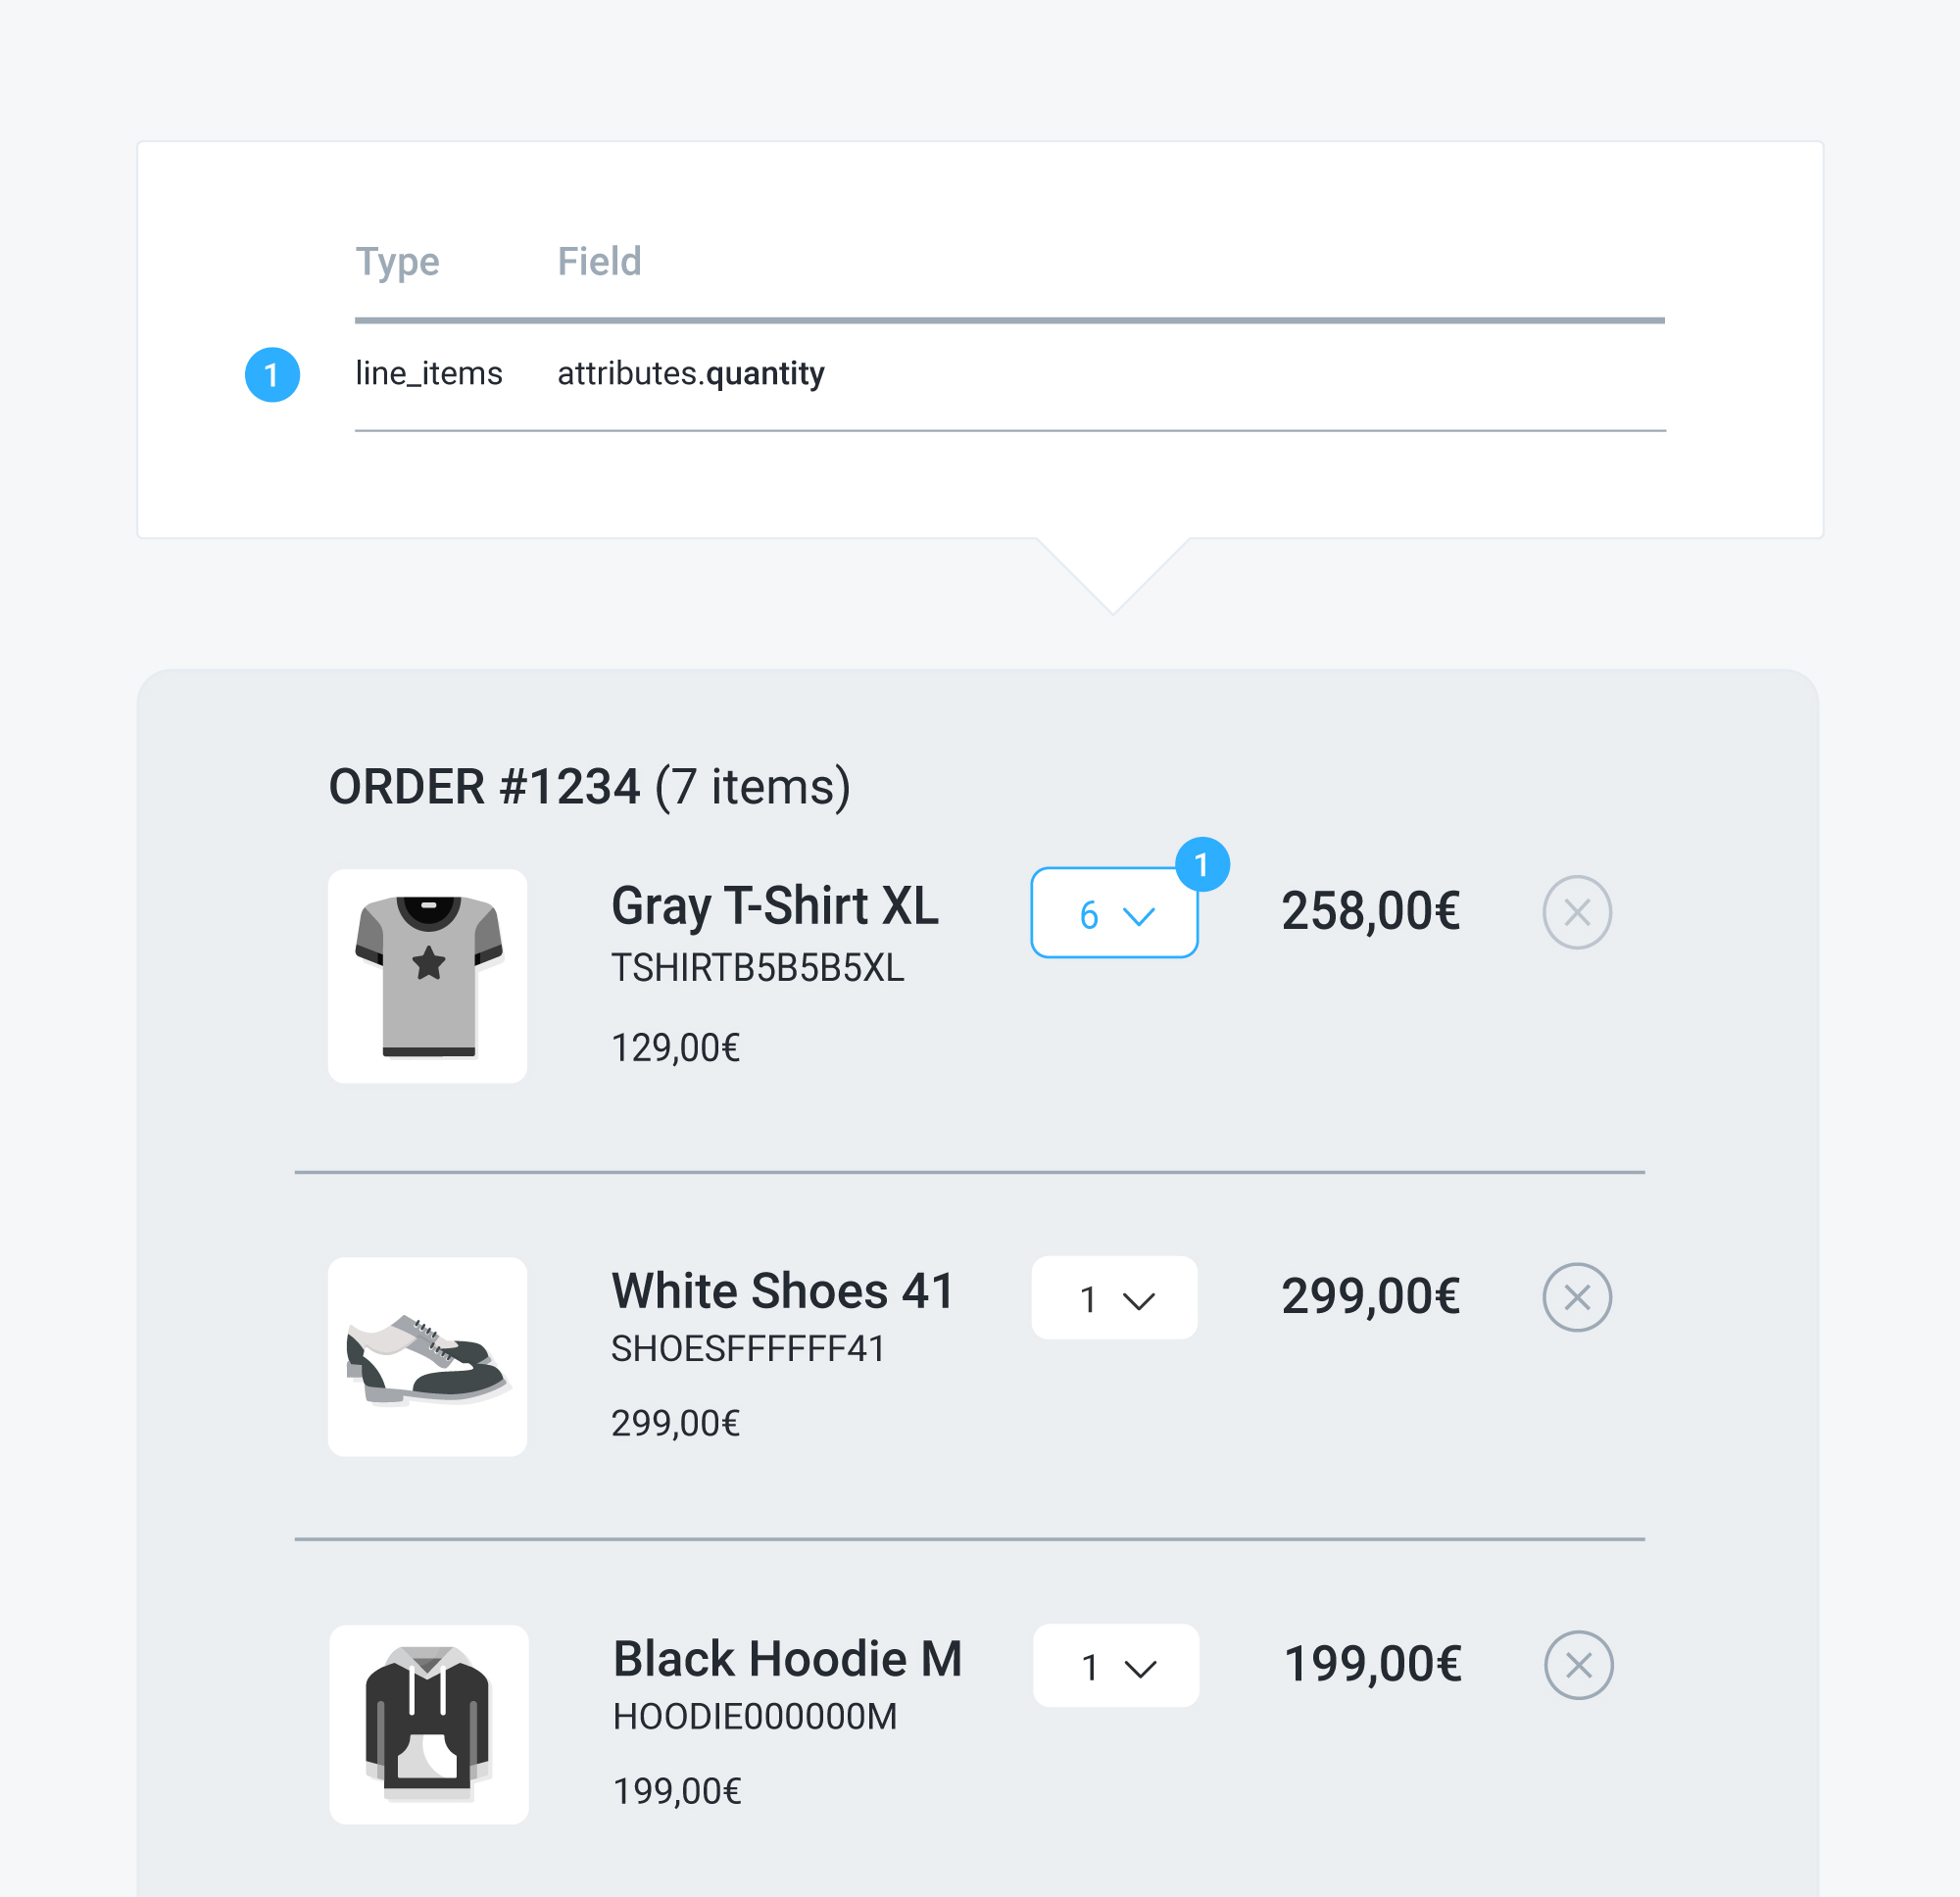 Type Field
1 line_items attributes.quantity
ORDER #1234 (7 items)
1
Gray T-Shirt XL 6 258,00€
TSHIRTB5B5B5XL
129,00€
White Shoes 41 1 299,00€
SHOESFFFFFF41
299,00€
Black Hoodie M 1 199,00€
HOODIE000000M
199,00€